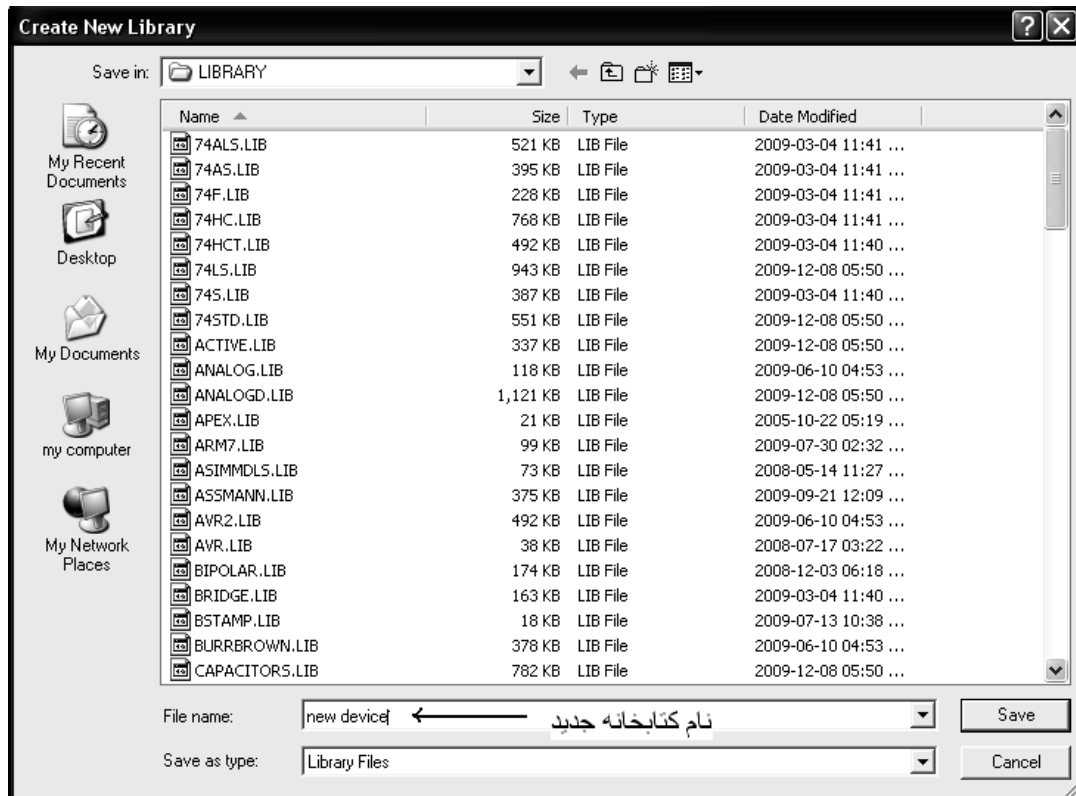 Create New Library
Save in: LIBRARY
Name Size Type Date Modified
74ALS.LIB 521 KB LIB File 2009-03-04 11:41 ...
74AS.LIB 395 KB LIB File 2009-03-04 11:41 ...
74F.LIB 228 KB LIB File 2009-03-04 11:41 ...
74HC.LIB 768 KB LIB File 2009-03-04 11:41 ...
74HCT.LIB 492 KB LIB File 2009-03-04 11:40 ...
74LS.LIB 943 KB LIB File 2009-12-08 05:50 ...
74S.LIB 387 KB LIB File 2009-03-04 11:40 ...
74STD.LIB 551 KB LIB File 2009-12-08 05:50 ...
ACTIVE.LIB 337 KB LIB File 2009-12-08 05:50 ...
ANALOG.LIB 118 KB LIB File 2009-06-10 04:53 ...
ANALOGD.LIB 1,121 KB LIB File 2009-12-08 05:50 ...
APEX.LIB 21 KB LIB File 2005-10-22 05:19 ...
ARM7.LIB 99 KB LIB File 2009-07-30 02:32 ...
ASIMMDLS.LIB 73 KB LIB File 2008-05-14 11:27 ...
ASSMANN.LIB 375 KB LIB File 2009-09-21 12:09 ...
AVR2.LIB 492 KB LIB File 2009-06-10 04:53 ...
AVR.LIB 38 KB LIB File 2008-07-17 03:22 ...
BIPOLAR.LIB 174 KB LIB File 2008-12-03 06:18 ...
BRIDGE.LIB 163 KB LIB File 2009-03-04 11:40 ...
BSTAMP.LIB 18 KB LIB File 2009-07-13 10:38 ...
BURRBROWN.LIB 378 KB LIB File 2009-06-10 04:53 ...
CAPACITORS.LIB 782 KB LIB File 2009-12-08 05:50 ...
My Recent
Documents
Desktop
My Documents
my computer
My Network
Places
File name: new device نام کتابخانه جدید Save
Save as type: Library Files Cancel